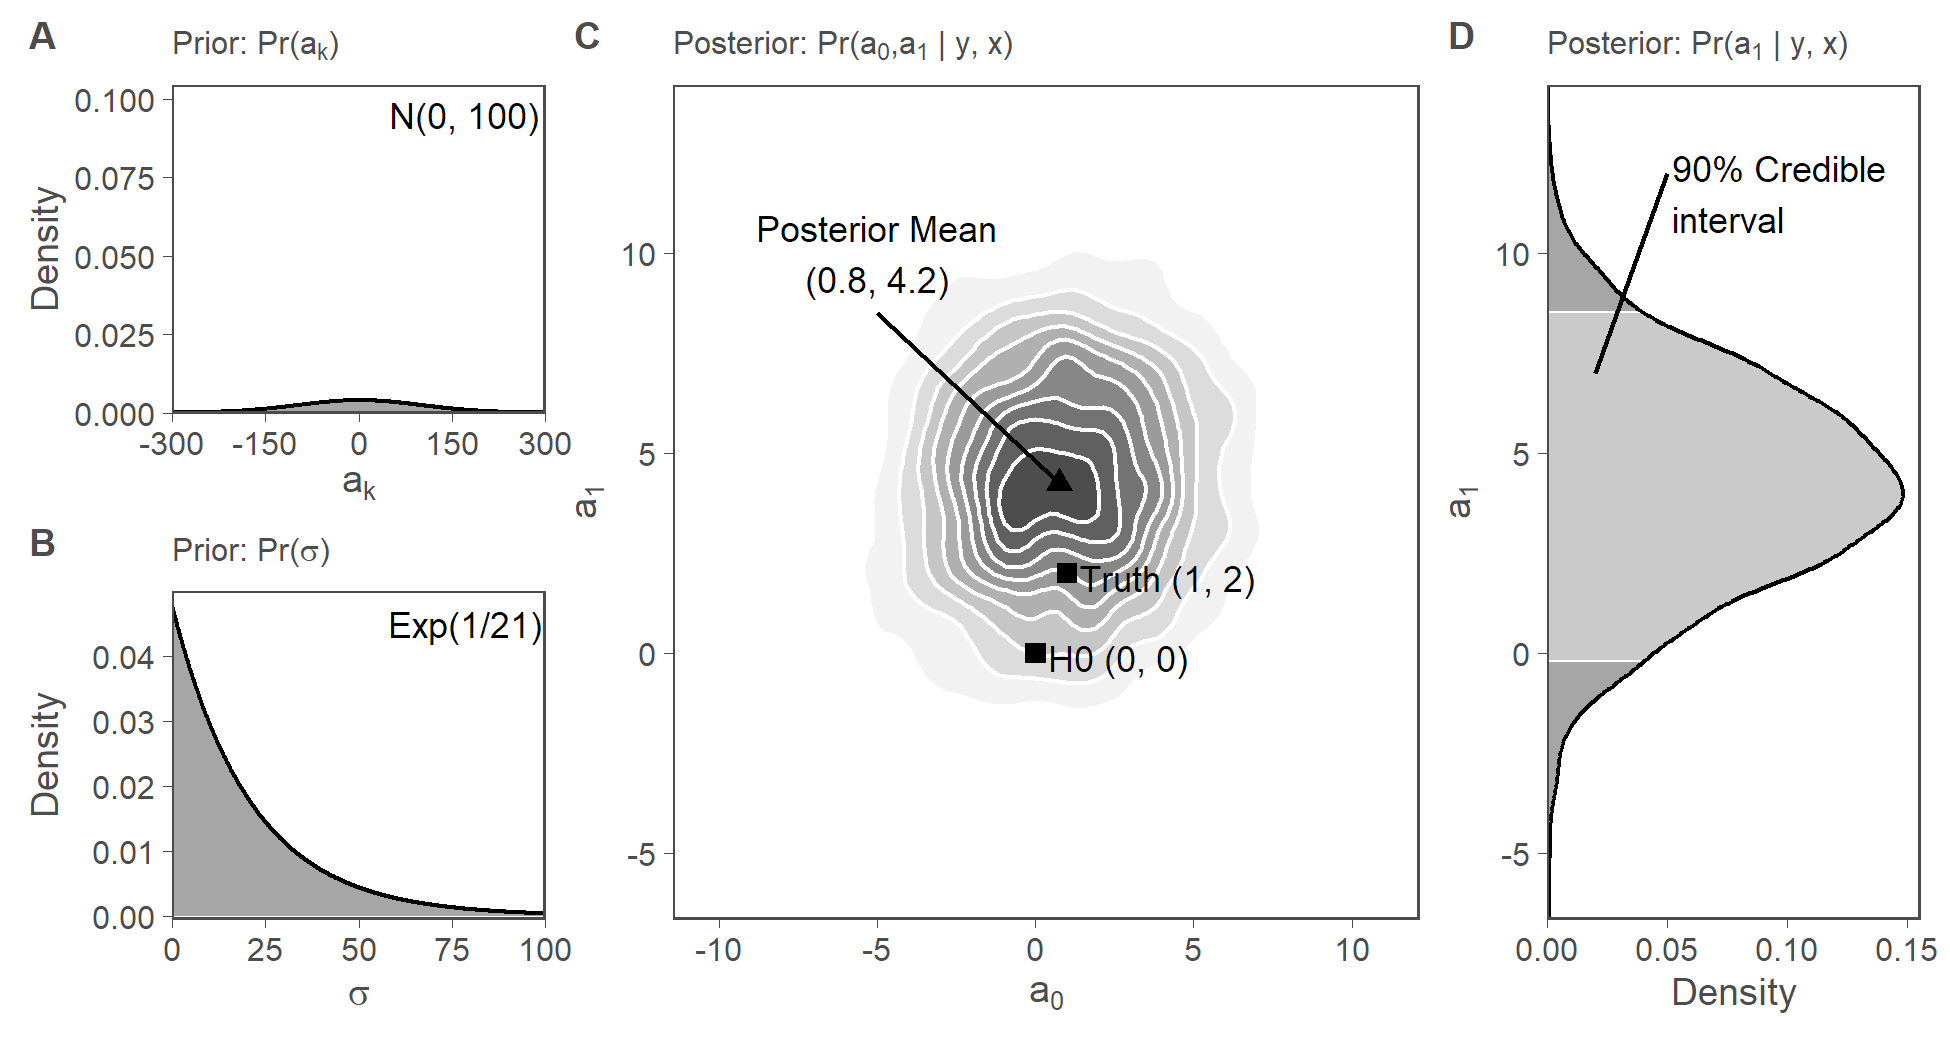 A
Prior: Pr(aₖ)
N(0, 100)
Density
0.100
0.075
0.050
0.025
0.000
-300 -150 0 150 300
aₖ
B
Prior: Pr(σ)
Exp(1/21)
Density
0.04
0.03
0.02
0.01
0.00
0 25 50 75 100
σ
C
Posterior: Pr(a₀,a₁ | y, x)
Posterior Mean
(0.8, 4.2)
Truth (1, 2)
H0 (0, 0)
a₁
10
5
0
-5
-10 -5 0 5 10
a₀
D
Posterior: Pr(a₁ | y, x)
90% Credible
interval
a₁
10
5
0
-5
0.00 0.05 0.10 0.15
Density